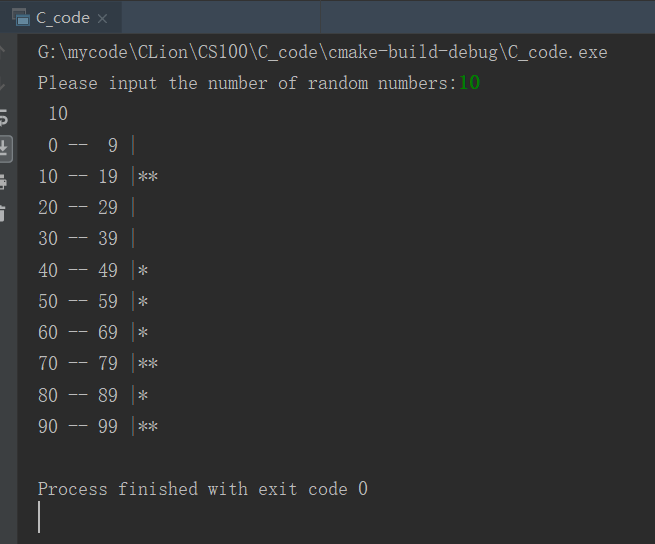 C_code ×
G:\mycode\CLion\CS100\C_code\cmake-build-debug\C_code.exe
Please input the number of random numbers:10
 10
 0 --  9 |
10 -- 19 |**
20 -- 29 |
30 -- 39 |
40 -- 49 |*
50 -- 59 |*
60 -- 69 |*
70 -- 79 |**
80 -- 89 |*
90 -- 99 |**
Process finished with exit code 0